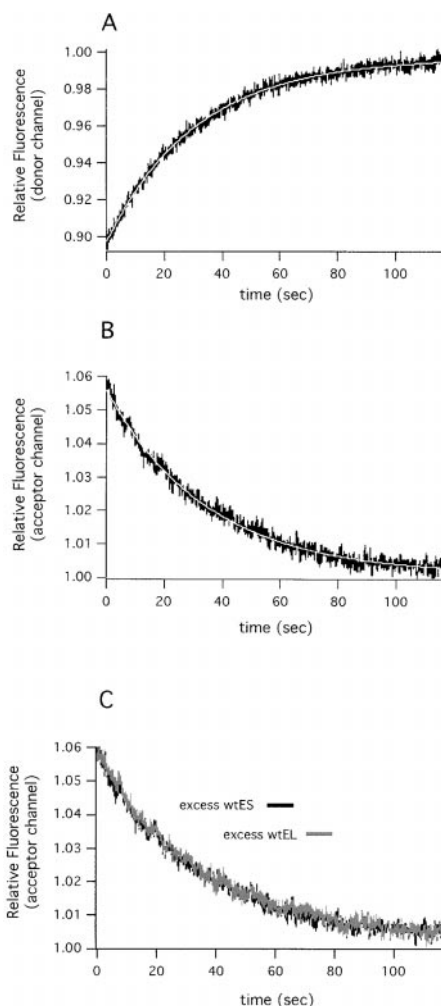 A
Relative Fluorescence
(donor channel)
1.00
0.98
0.96
0.94
0.92
0.90
0
20
40
60
80
100
time (sec)
B
Relative Fluorescence
(acceptor channel)
1.06
1.05
1.04
1.03
1.02
1.01
1.00
0
20
40
60
80
100
time (sec)
C
Relative Fluorescence
(acceptor channel)
1.06
1.05
1.04
1.03
1.02
1.01
1.00
excess wtES
excess wtEL
0
20
40
60
80
100
time (sec)